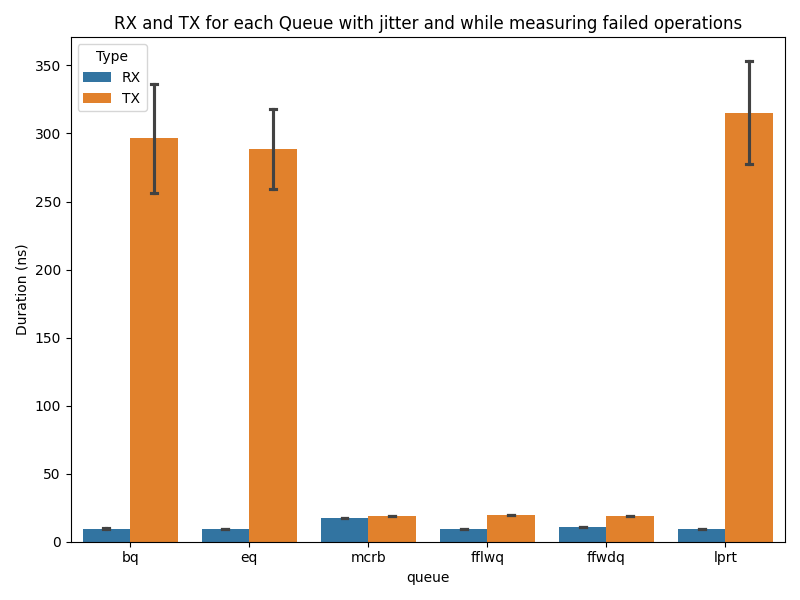 RX and TX for each Queue with jitter and while measuring failed operations
Type
RX
TX
350
300
250
200
150
100
50
0
Duration (ns)
bq eq mcrb fflwq ffwdq lprt
queue